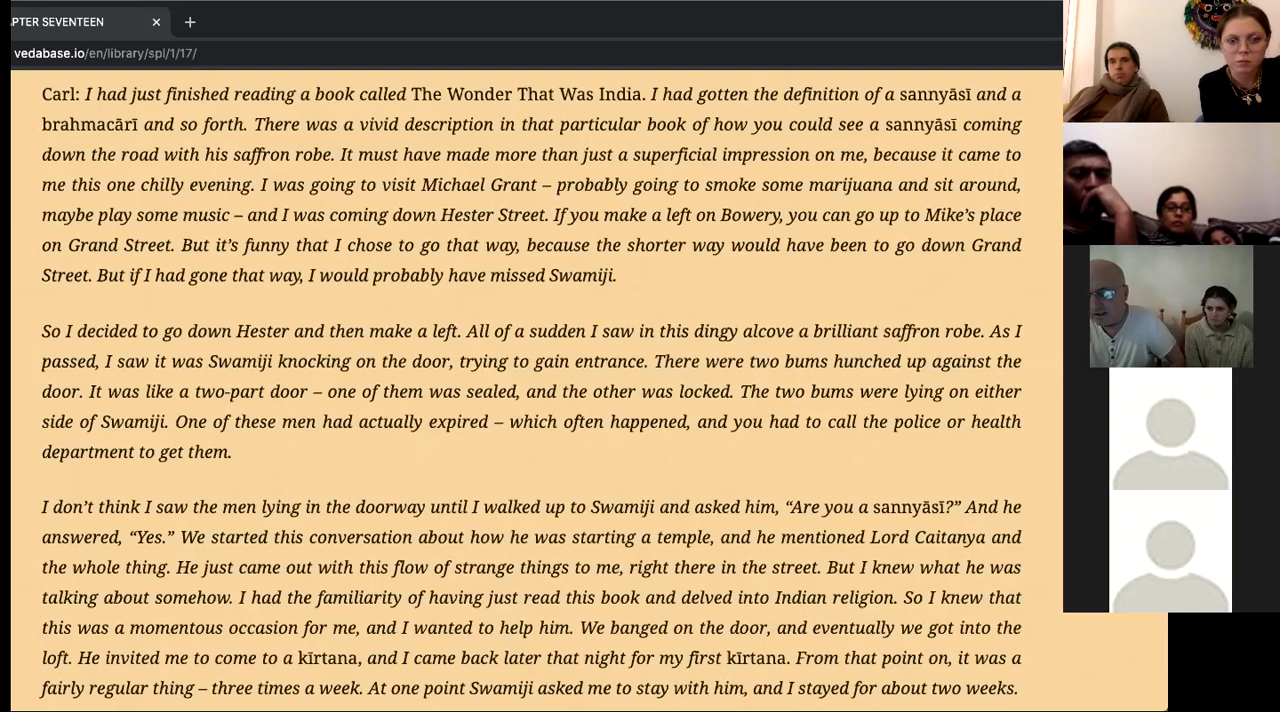 PTER SEVENTEEN
vedabase.io/en/library/spl/1/17/
Carl: I had just finished reading a book called The Wonder That Was India. I had gotten the definition of a sannyāsī and a
brahmacārī and so forth. There was a vivid description in that particular book of how you could see a sannyāsī coming
down the road with his saffron robe. It must have made more than just a superficial impression on me, because it came to
me this one chilly evening. I was going to visit Michael Grant – probably going to smoke some marijuana and sit around,
maybe play some music – and I was coming down Hester Street. If you make a left on Bowery, you can go up to Mike’s place
on Grand Street. But it’s funny that I chose to go that way, because the shorter way would have been to go down Grand
Street. But if I had gone that way, I would probably have missed Swamiji.
So I decided to go down Hester and then make a left. All of a sudden I saw in this dingy alcove a brilliant saffron robe. As I
passed, I saw it was Swamiji knocking on the door, trying to gain entrance. There were two bums hunched up against the
door. It was like a two-part door – one of them was sealed, and the other was locked. The two bums were lying on either
side of Swamiji. One of these men had actually expired – which often happened, and you had to call the police or health
department to get them.
I don’t think I saw the men lying in the doorway until I walked up to Swamiji and asked him, “Are you a sannyāsī?” And he
answered, “Yes.” We started this conversation about how he was starting a temple, and he mentioned Lord Caitanya and
the whole thing. He just came out with this flow of strange things to me, right there in the street. But I knew what he was
talking about somehow. I had the familiarity of having just read this book and delved into Indian religion. So I knew that
this was a momentous occasion for me, and I wanted to help him. We banged on the door, and eventually we got into the
loft. He invited me to come to a kīrtana, and I came back later that night for my first kīrtana. From that point on, it was a
fairly regular thing – three times a week. At one point Swamiji asked me to stay with him, and I stayed for about two weeks.